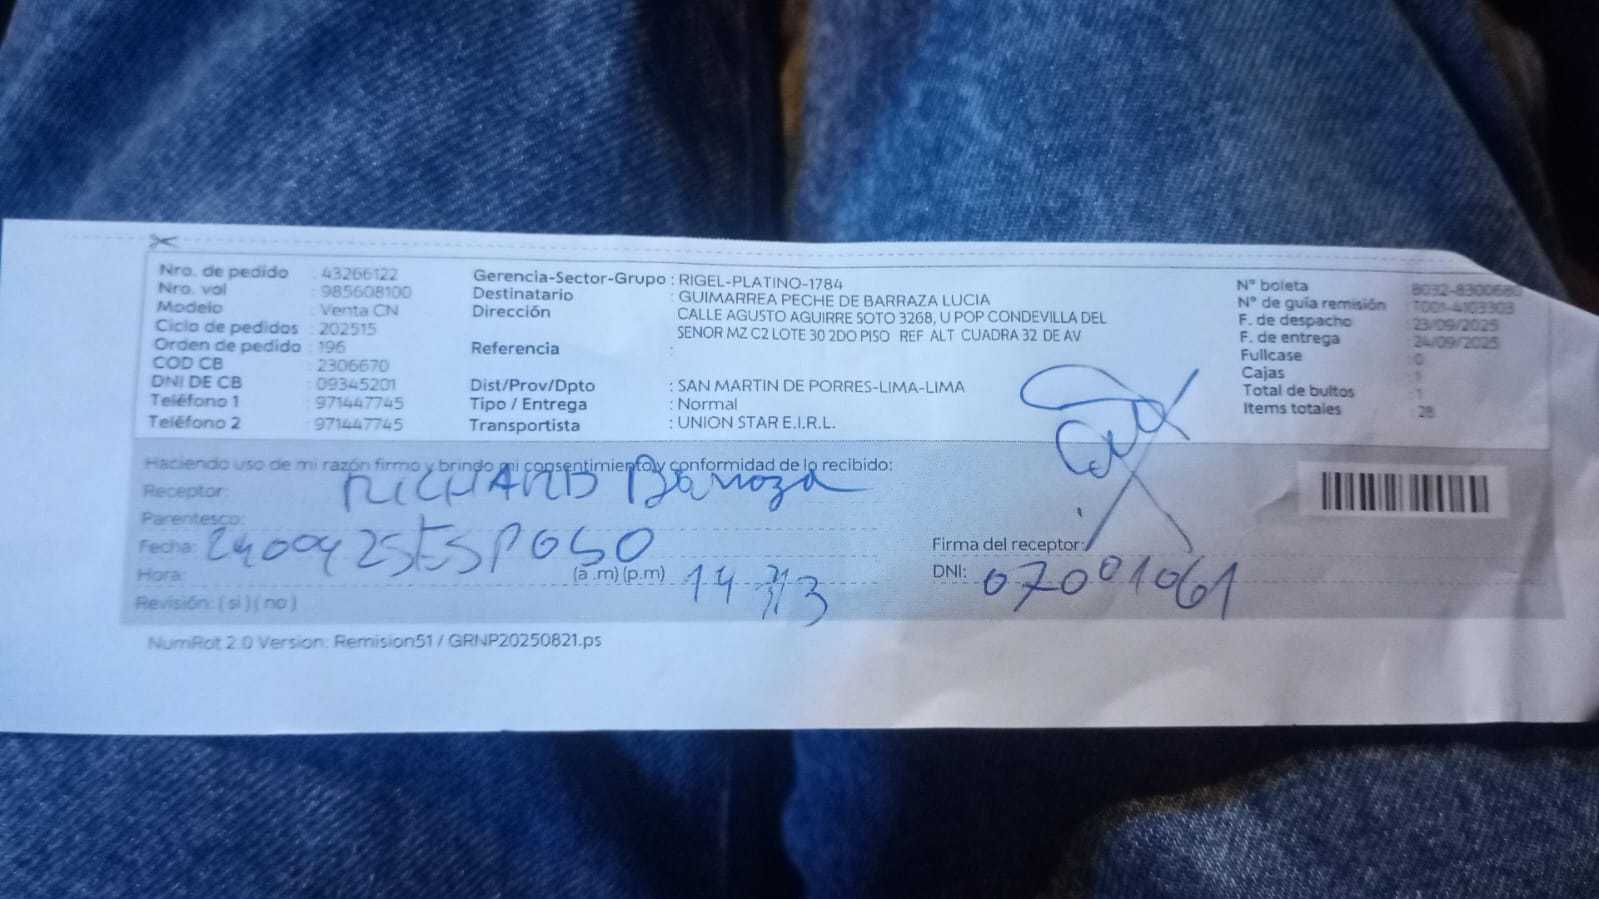 Nro. de pedido : 43266122
Nro. vol : 985608100
Modelo : Venta CN
Ciclo de pedidos : 202515
Orden de pedido : 196
COD CB : 2306670
DNI DE CB : 09345201
Teléfono 1 : 971447745
Teléfono 2 : 971447745
Gerencia-Sector-Grupo : RIGEL-PLATINO-1784
Destinatario : GUIMARREA PECHE DE BARRAZA LUCIA
Dirección : CALLE AGUSTO AGUIRRE SOTO 3268, U POP CONDEVILLA DEL
SENOR MZ C2 LOTE 30 2DO PISO REF ALT CUADRA 32 DE AV
Referencia :
Dist/Prov/Dpto : SAN MARTIN DE PORRES-LIMA-LIMA
Tipo / Entrega : Normal
Transportista : UNION STAR E.I.R.L.
N° boleta
N° de guía remisión : T001-4103303
F. de despacho : 23/09/2025
F. de entrega : 24/09/2025
Fullcase : 0
Cajas : 1
Total de bultos : 1
Items totales : 28
Haciendo uso de mi razón firmo y brindo mi consentimiento y conformidad de lo recibido:
Receptor: RICHARD Barraza
Parentesco: ESPOSO
Fecha:
Hora: (a .m) (p.m) 14
Revisión: ( si ) ( no )
Firma del receptor:
DNI: 07001061
NumRot 2.0 Version: Remision51 / GRNP20250821.ps